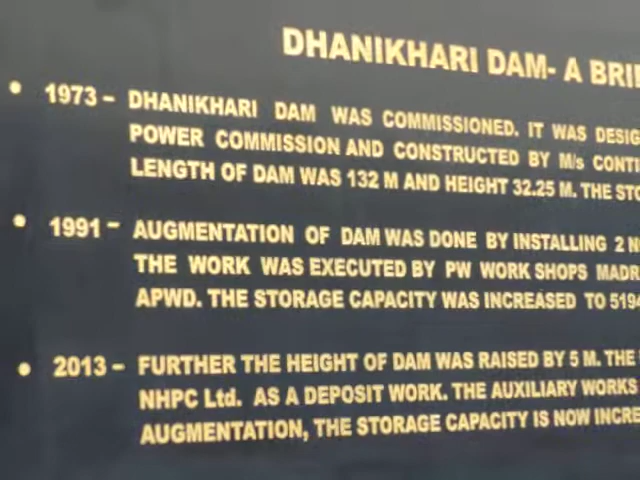 DHANIKHARI DAM- A BRI
• 1973 – DHANIKHARI DAM WAS COMMISSIONED. IT WAS DESIG
POWER COMMISSION AND CONSTRUCTED BY M/s CONTI
LENGTH OF DAM WAS 132 M AND HEIGHT 32.25 M. THE STO
• 1991 – AUGMENTATION OF DAM WAS DONE BY INSTALLING 2 N
THE WORK WAS EXECUTED BY PW WORK SHOPS MADR
APWD. THE STORAGE CAPACITY WAS INCREASED TO 5194
• 2013 – FURTHER THE HEIGHT OF DAM WAS RAISED BY 5 M. THE
NHPC Ltd. AS A DEPOSIT WORK. THE AUXILIARY WORKS
AUGMENTATION, THE STORAGE CAPACITY IS NOW INCRE